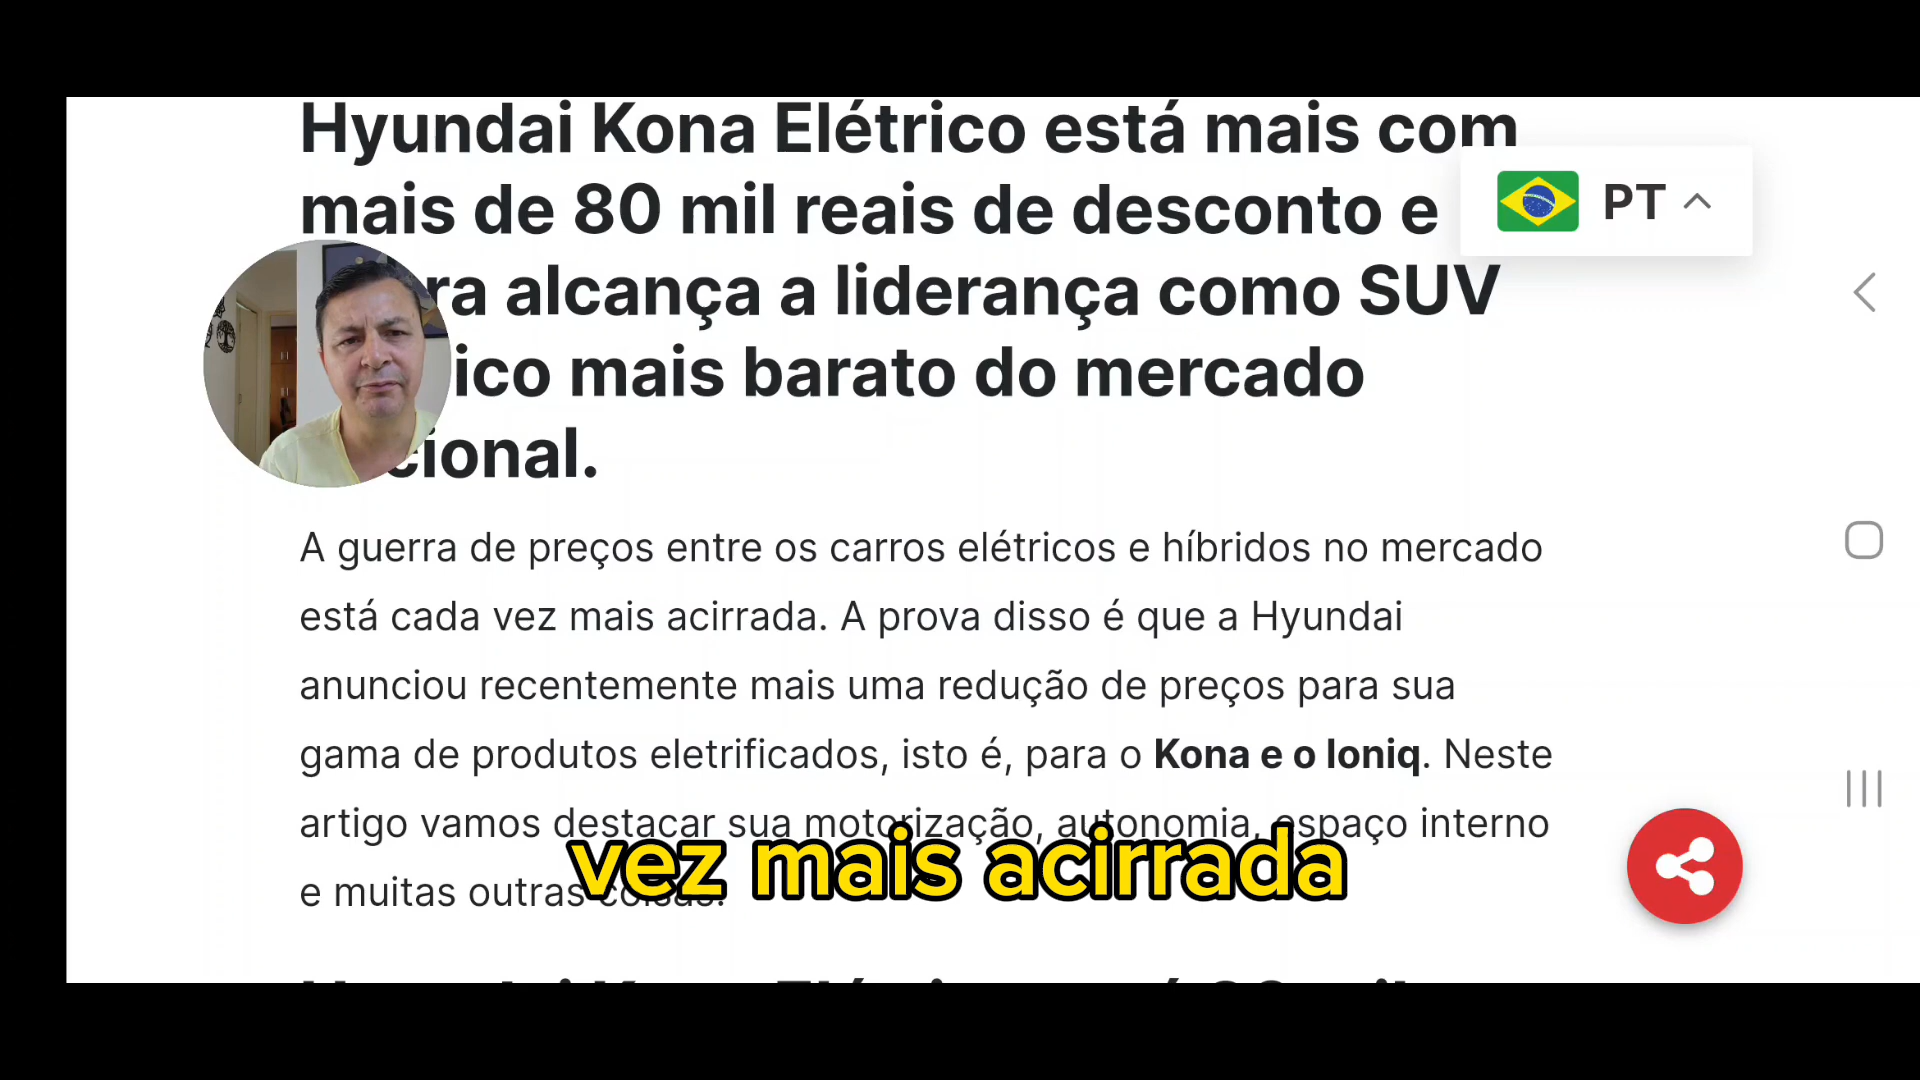 Hyundai Kona Elétrico está mais com
mais de 80 mil reais de desconto e
alcança a liderança como SUV
mais barato do mercado
PT
A guerra de preços entre os carros elétricos e híbridos no mercado
está cada vez mais acirrada. A prova disso é que a Hyundai
anunciou recentemente mais uma redução de preços para sua
gama de produtos eletrificados, isto é, para o Kona e o Ioniq. Neste
artigo vamos destacar sua motorização, autonomia, espaço interno
e muitas outras coisas.
vez mais acirrada